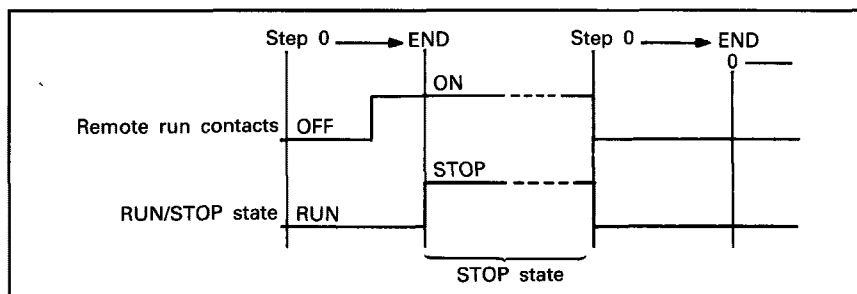 Step 0 → END Step 0 → END
0
ON
Remote run contacts OFF
STOP
RUN/STOP state RUN
STOP state